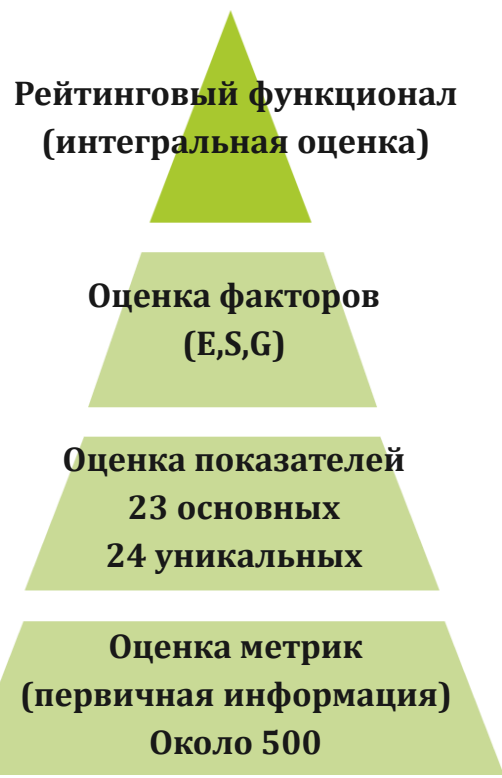 Рейтинговый функционал
(интегральная оценка)
Оценка факторов
(E,S,G)
Оценка показателей
23 основных
24 уникальных
Оценка метрик
(первичная информация)
Около 500